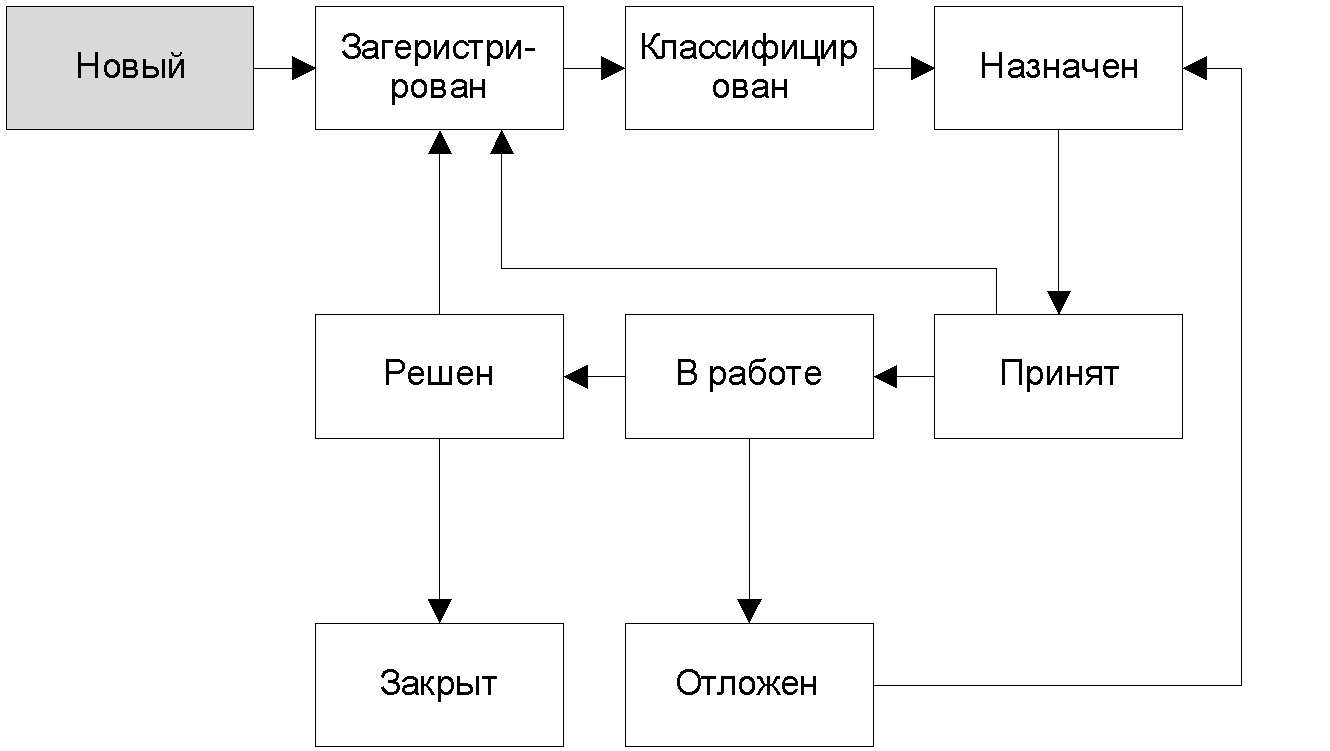 Новый
Загеристри-
рован
Классифицир
ован
Назначен
Решен
В работе
Принят
Закрыт
Отложен